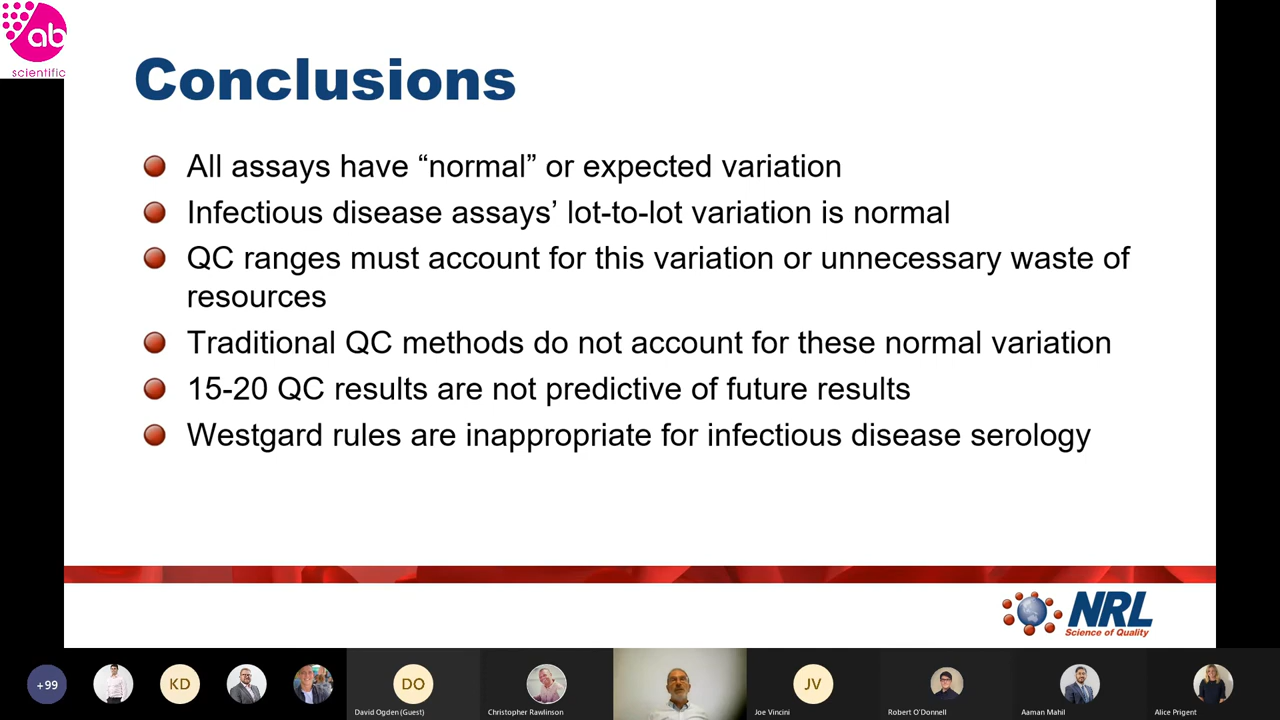 ab
scientific
Conclusions
All assays have “normal” or expected variation
Infectious disease assays’ lot-to-lot variation is normal
QC ranges must account for this variation or unnecessary waste of
resources
Traditional QC methods do not account for these normal variation
15-20 QC results are not predictive of future results
Westgard rules are inappropriate for infectious disease serology
NRL
Science of Quality
+99
KD
DO
JV
David Ogden (Guest)
Christopher Rawlinson
Joe Vincini
Robert O'Donnell
Aaman Mahil
Alice Prigent